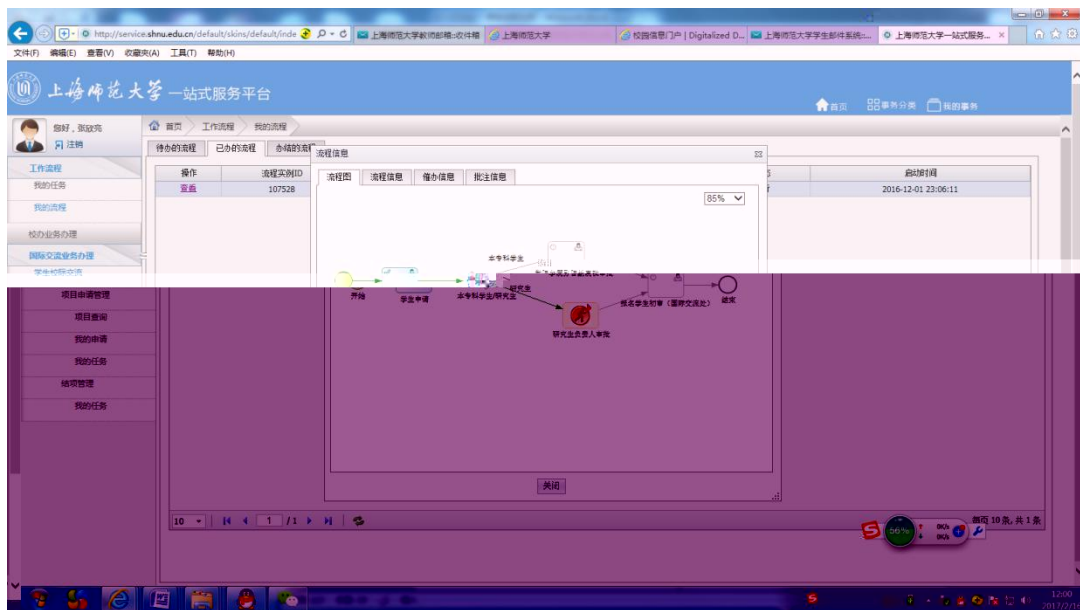 http://service.shnu.edu.cn/default/skins/default/inde
上海师范大学教师邮箱::收件箱
上海师范大学
校园信息门户 | Digitalized D...
上海师范大学学生邮件系统::...
上海师范大学一站式服务...
文件(F) 编辑(E) 查看(V) 收藏夹(A) 工具(T) 帮助(H)
上海师范大学 一站式服务平台
首页 事务分类 我的事务
注销
首页 工作流程 我的流程
待办的流程 已办的流程 办结的流
流程信息
工作流程
操作 流程实例ID 启动时间
流程图 流程信息 催办信息 批注信息
我的任务
查看 107528 2016-12-01 23:06:11
85%
我的流程
校办业务办理
国际交流业务办理
本专科学生
学生校际交流
研究生
项目申请管理
开始 学生申请 本专科学生/研究生 报名学生初审（国际交流处） 结束
项目查询
研究生负责人审批
我的申请
我的任务
结项管理
我的任务
关闭
10 1 /1 每页 10 条, 共 1 条
56% 0K/s
0K/s
12:00